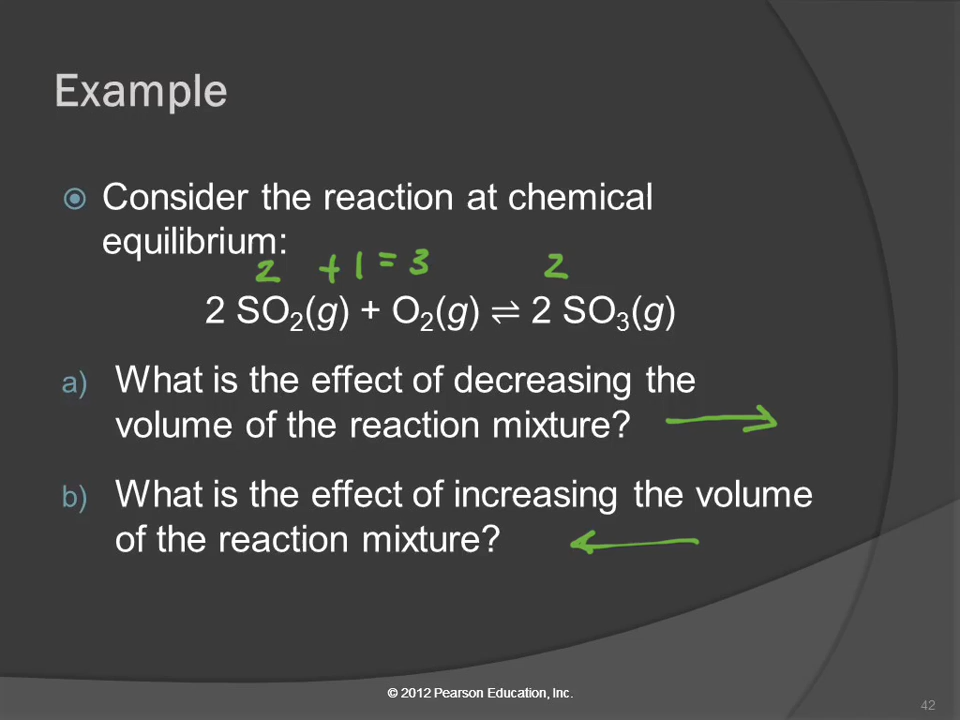 Example
Consider the reaction at chemical
equilibrium:
2 +1 = 3 2
2 SO₂(g) + O₂(g) ⇌ 2 SO₃(g)
a) What is the effect of decreasing the
volume of the reaction mixture?
b) What is the effect of increasing the volume
of the reaction mixture?
© 2012 Pearson Education, Inc.
42